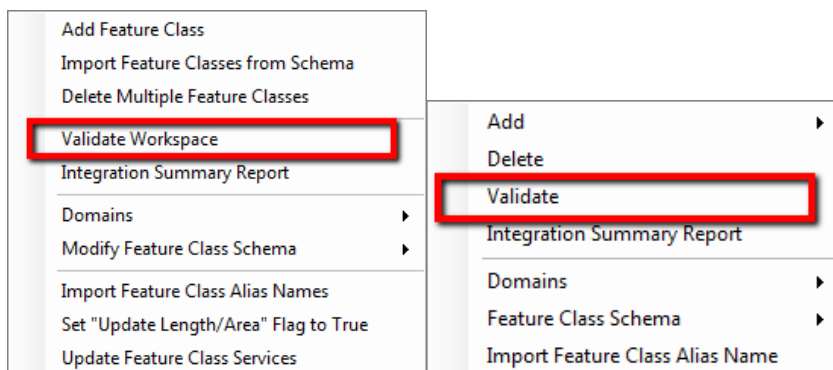 Add Feature Class
Import Feature Classes from Schema
Delete Multiple Feature Classes
Validate Workspace
Integration Summary Report
Domains
Modify Feature Class Schema
Import Feature Class Alias Names
Set "Update Length/Area" Flag to True
Update Feature Class Services
Add
Delete
Validate
Integration Summary Report
Domains
Feature Class Schema
Import Feature Class Alias Name